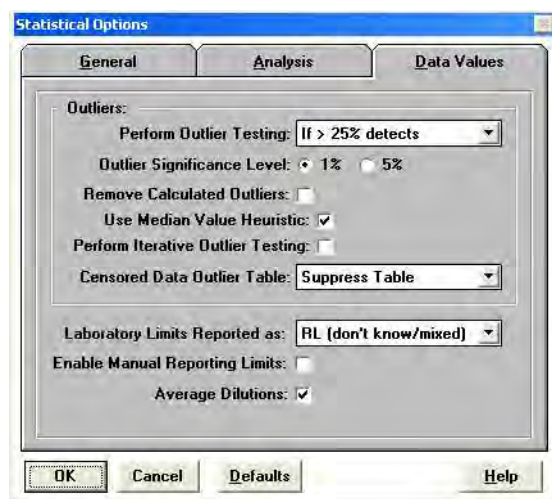 Statistical Options
General Analysis Data Values
Outliers:
Perform Outlier Testing: If > 25% detects
Outlier Significance Level: 1% 5%
Remove Calculated Outliers:
Use Median Value Heuristic:
Perform Iterative Outlier Testing:
Censored Data Outlier Table: Suppress Table
Laboratory Limits Reported as: RL (don't know/mixed)
Enable Manual Reporting Limits:
Average Dilutions:
OK Cancel Defaults Help